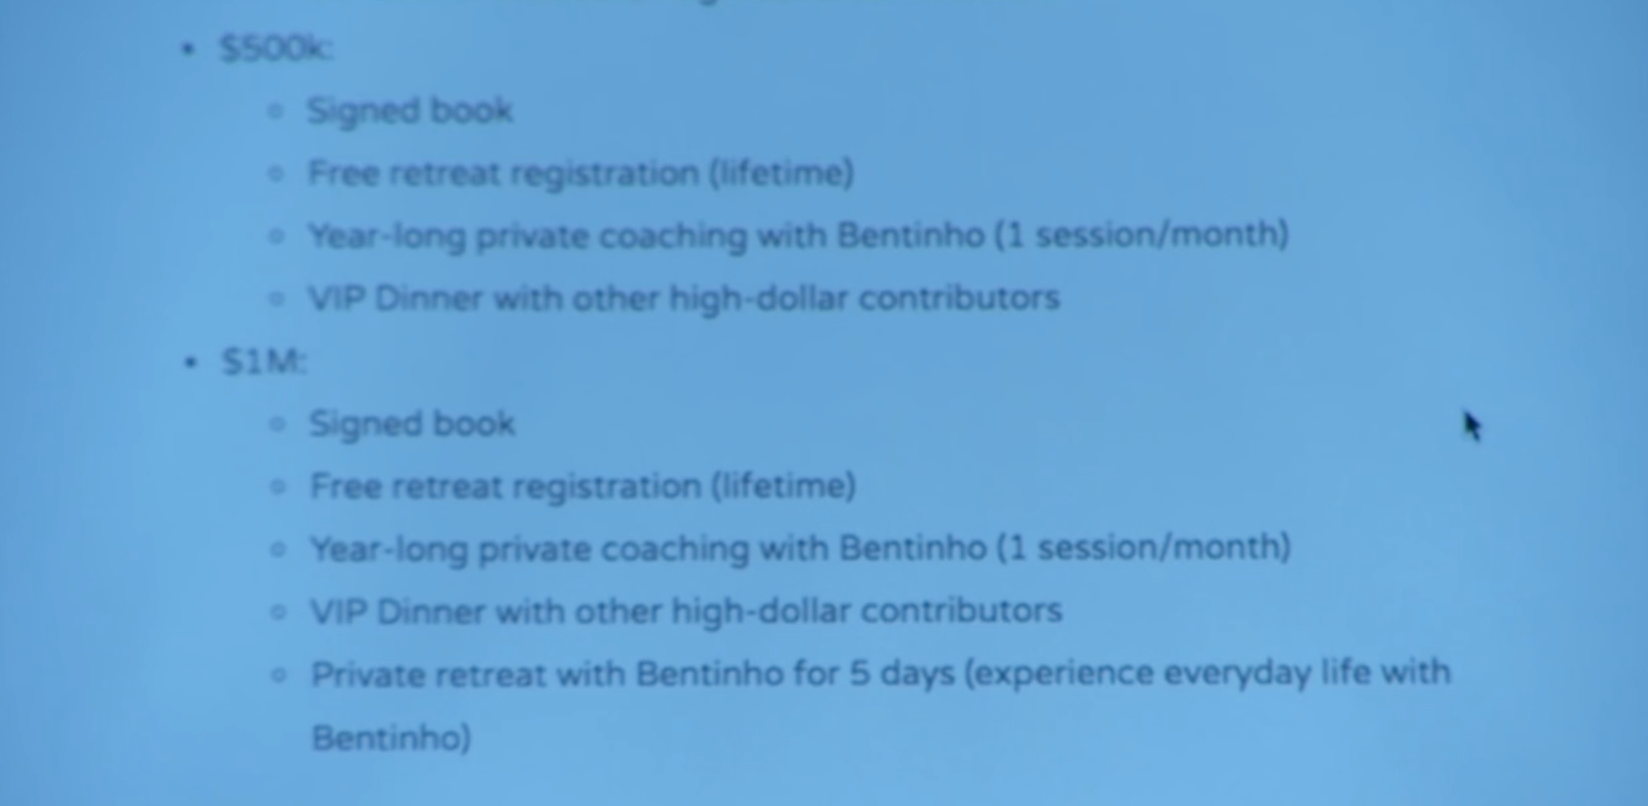 • $500k:
◦ Signed book
◦ Free retreat registration (lifetime)
◦ Year-long private coaching with Bentinho (1 session/month)
◦ VIP Dinner with other high-dollar contributors
• $1M:
◦ Signed book
◦ Free retreat registration (lifetime)
◦ Year-long private coaching with Bentinho (1 session/month)
◦ VIP Dinner with other high-dollar contributors
◦ Private retreat with Bentinho for 5 days (experience everyday life with
Bentinho)